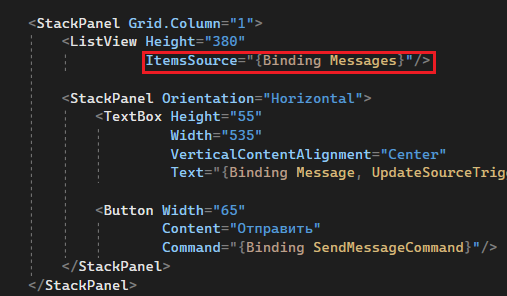 <StackPanel Grid.Column="1">
<ListView Height="380"
ItemsSource="{Binding Messages}"/>
<StackPanel Orientation="Horizontal">
<TextBox Height="55"
Width="535"
VerticalContentAlignment="Center"
Text="{Binding Message, UpdateSourceTrig
<Button Width="65"
Content="Отправить"
Command="{Binding SendMessageCommand}"/>
</StackPanel>
</StackPanel>